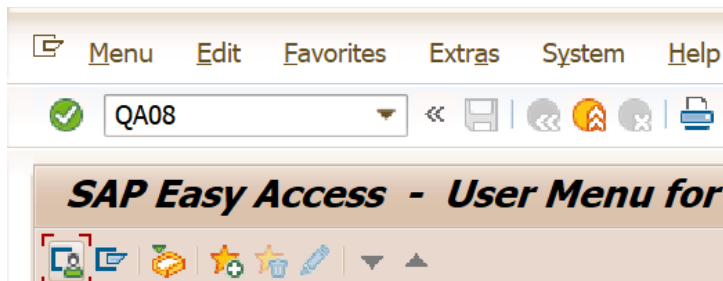 Menu Edit Favorites Extras System Help
QA08
SAP Easy Access - User Menu for